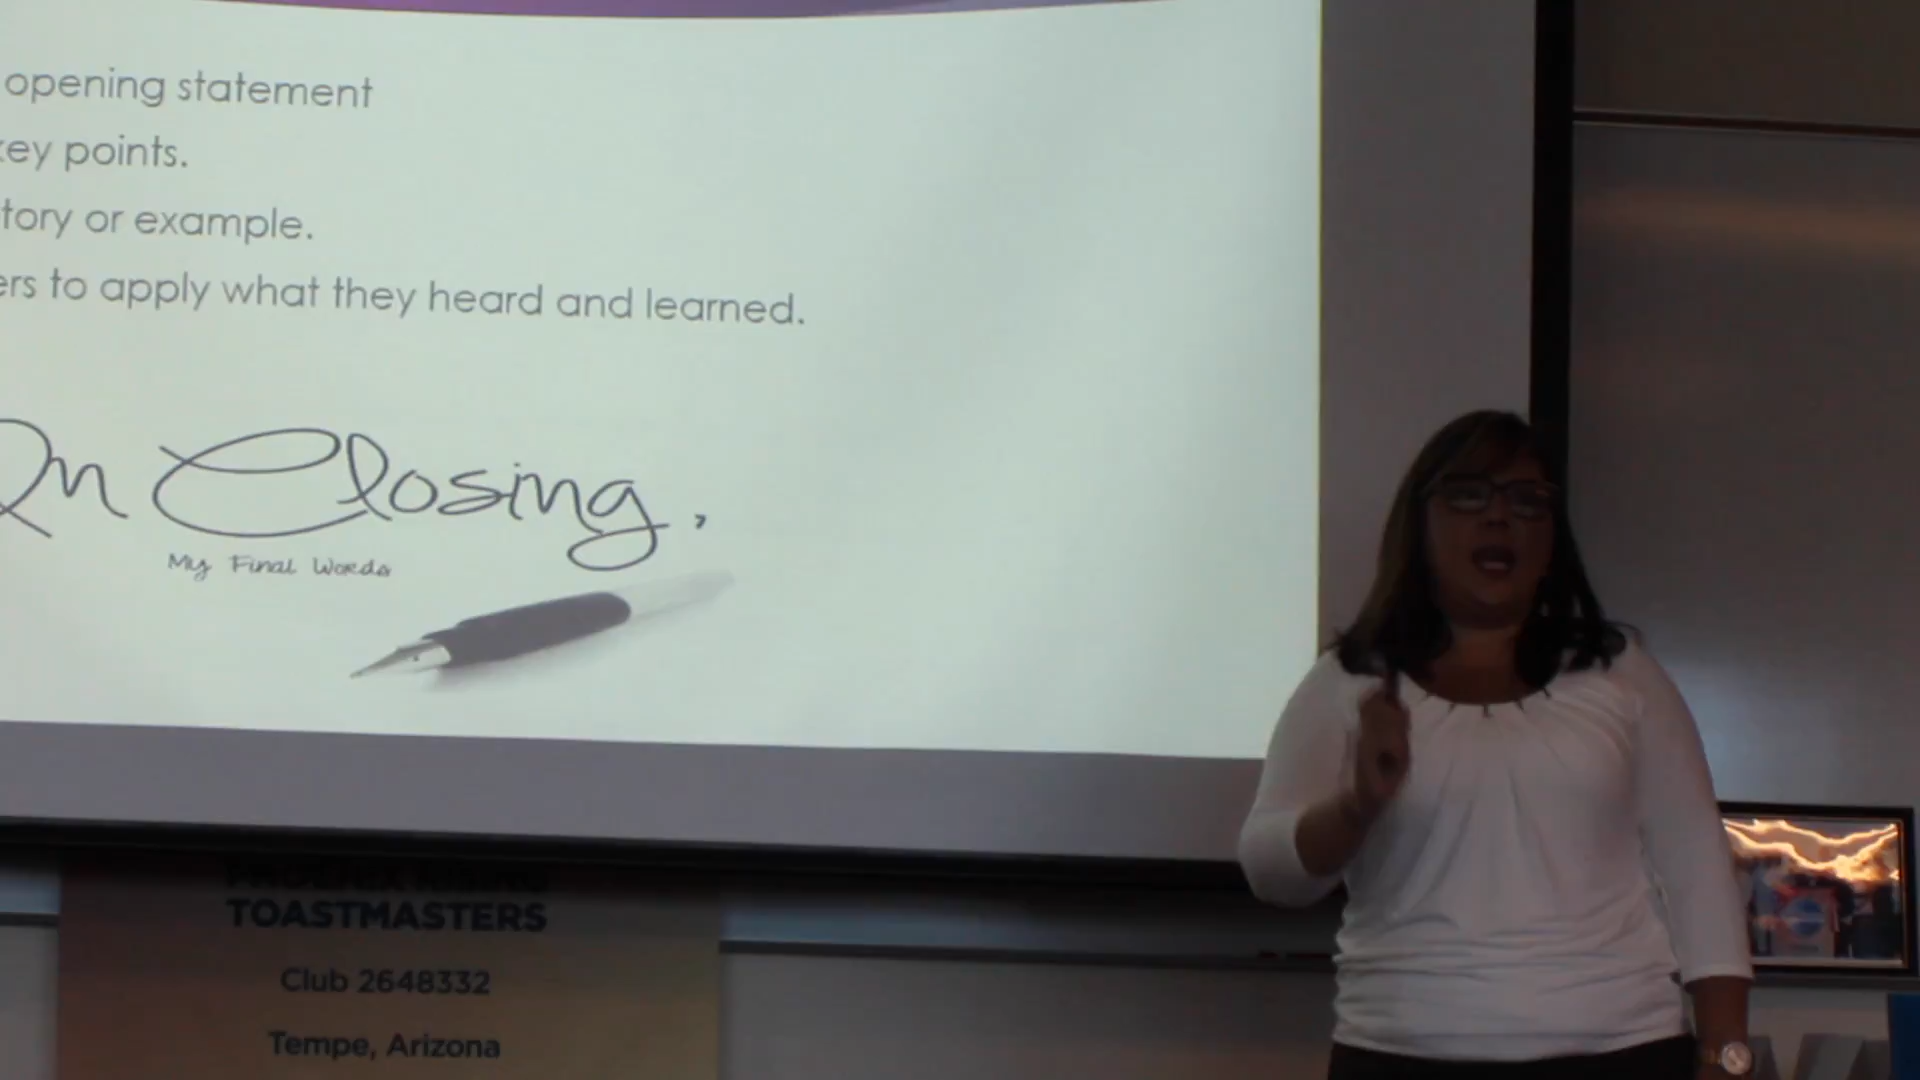 opening statement
key points.
tory or example.
ers to apply what they heard and learned.
In Closing,
My Final Words
TOASTMASTERS
Club 2648332
Tempe, Arizona